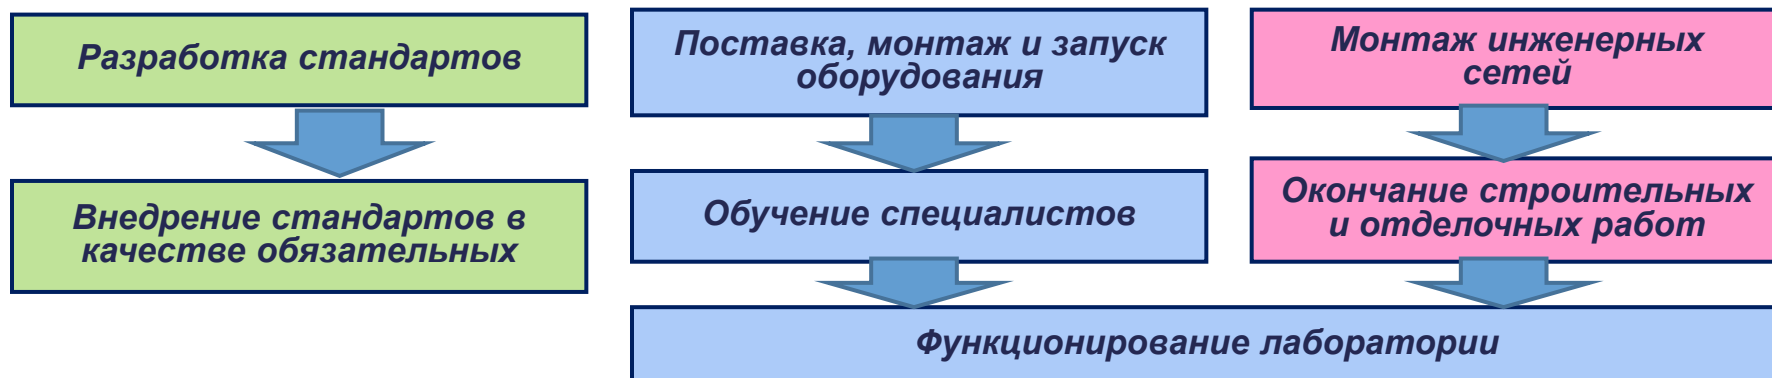 Разработка стандартов
Внедрение стандартов в
качестве обязательных
Поставка, монтаж и запуск
оборудования
Обучение специалистов
Монтаж инженерных
сетей
Окончание строительных
и отделочных работ
Функционирование лаборатории